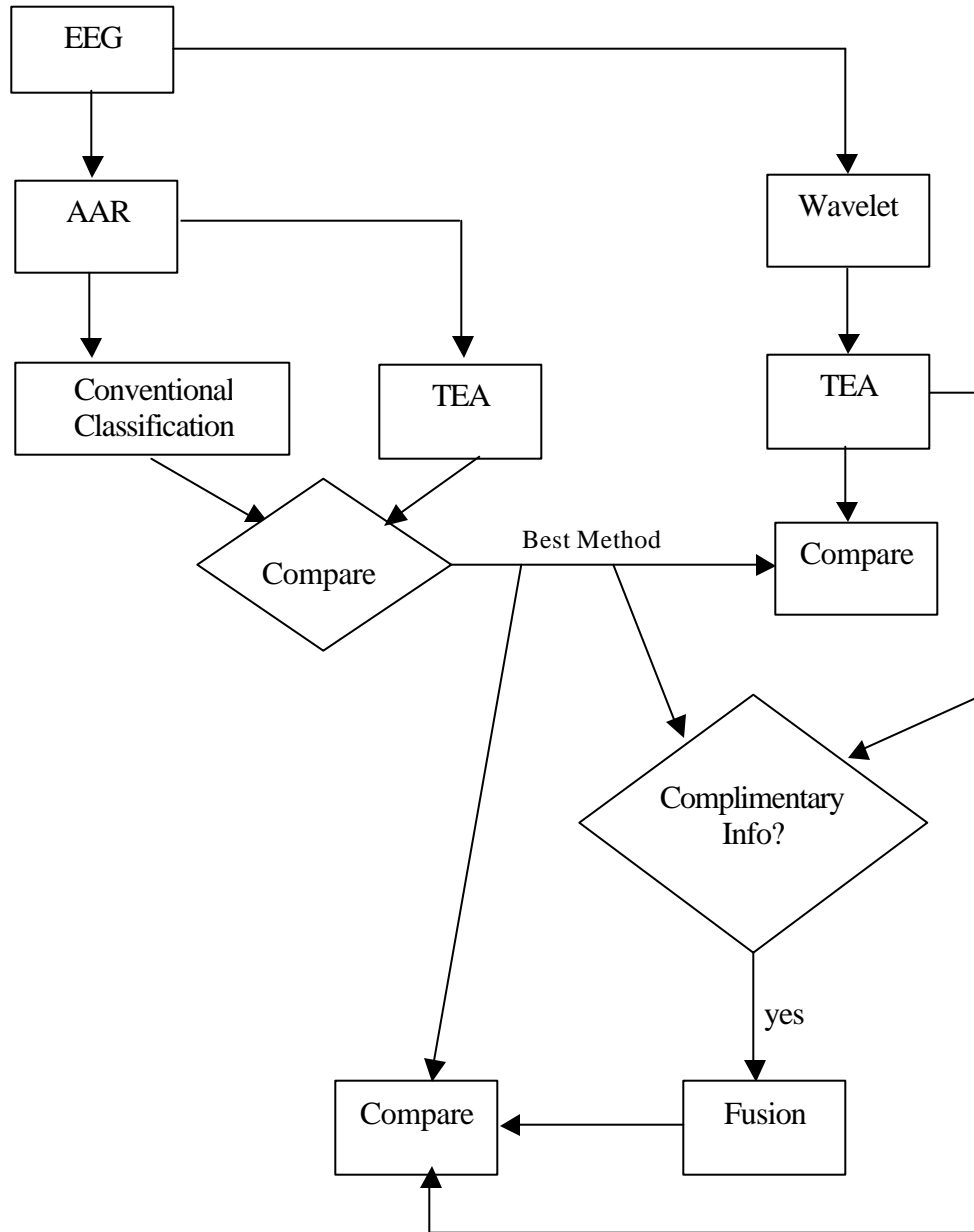 EEG
AAR
Wavelet
Conventional
Classification
TEA
TEA
Best Method
Compare
Compare
Complimentary
Info?
yes
Compare
Fusion